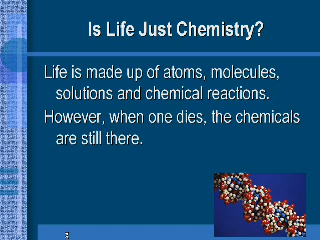 Is Life Just Chemistry?
Life is made up of atoms, molecules,
solutions and chemical reactions.
However, when one dies, the chemicals
are still there.